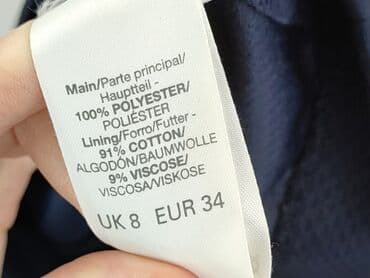 Main/Parte principal/
Hauptteil -
100% POLYESTER/
POLIÉSTER
Lining/Forro/Futter -
91% COTTON/
ALGODÓN/BAUMWOLLE
9% VISCOSE/
VISCOSA/VISKOSE
UK 8 EUR 34